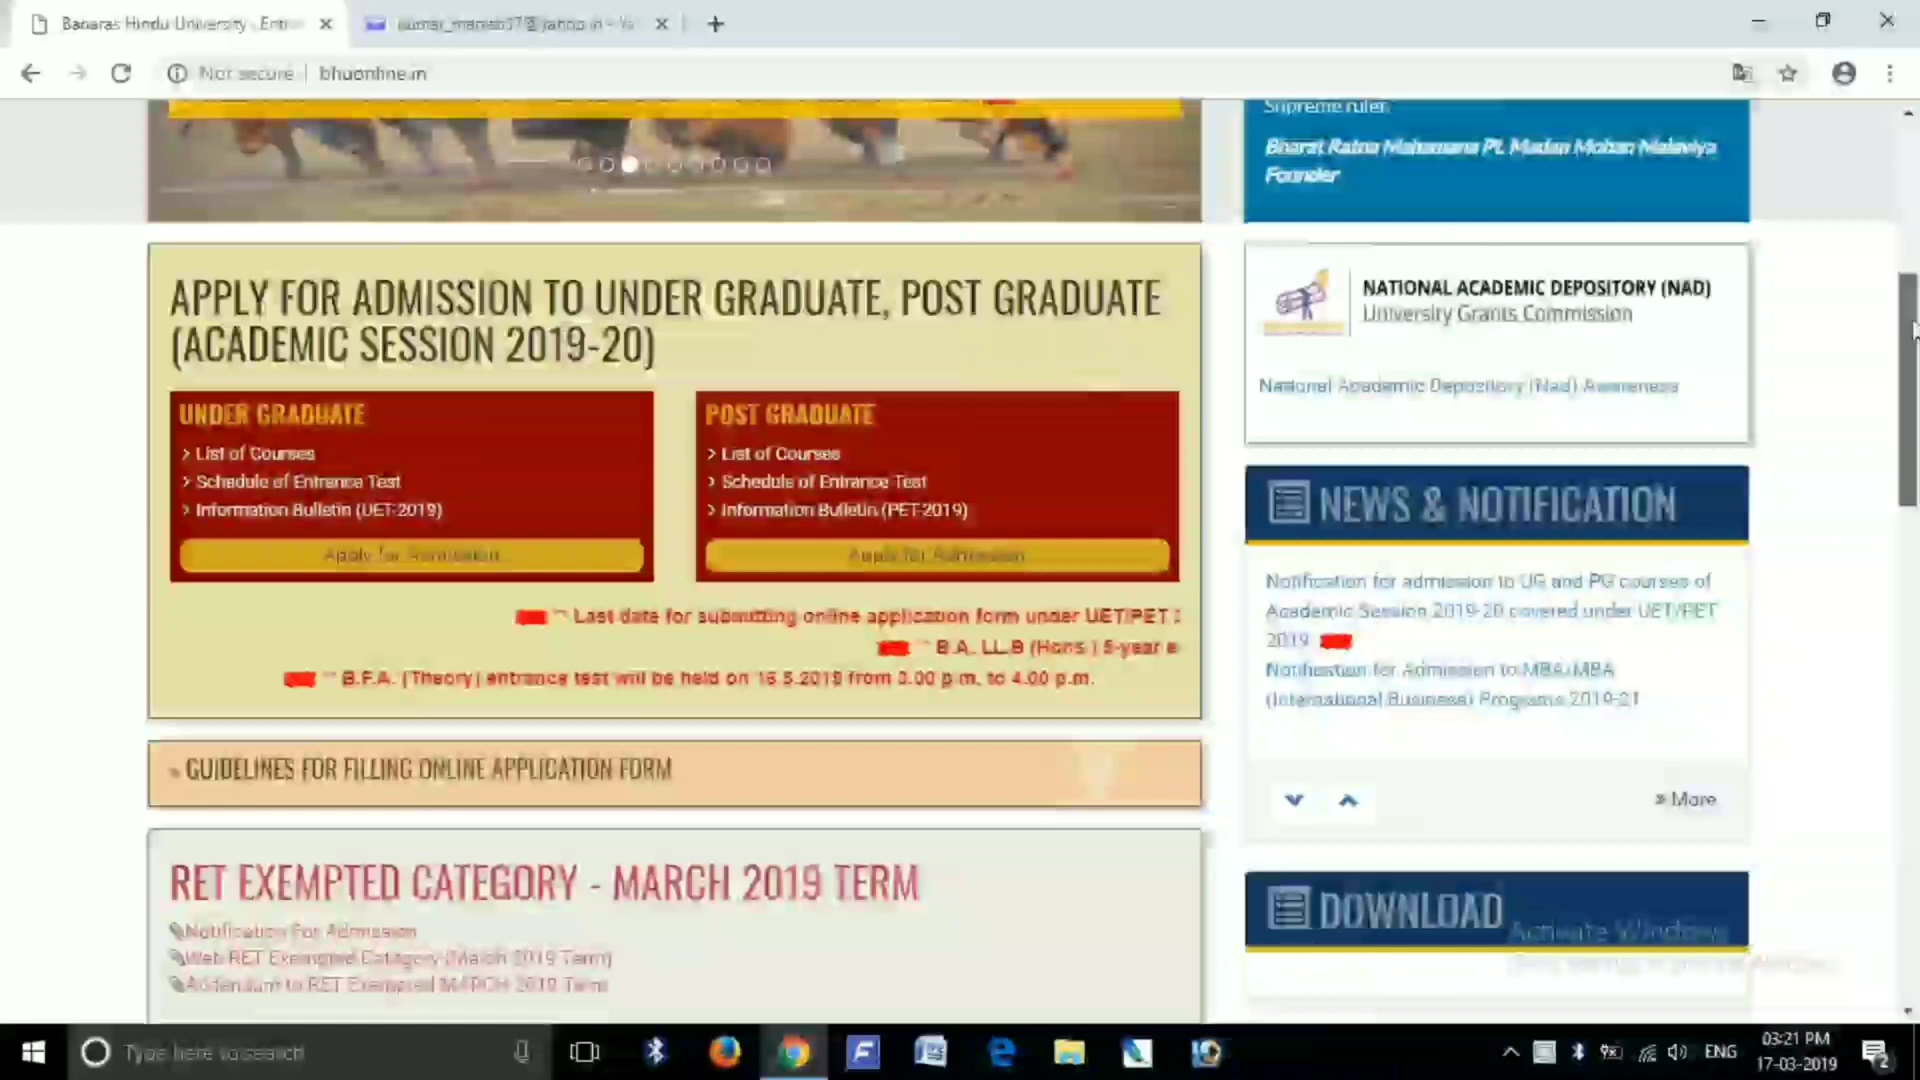 Banaras Hindu University - Entr
Not secure
bhuonline.in
Supreme ruler.
Bharat Ratna Mahamana Pt. Madan Mohan Malaviya
Founder
APPLY FOR ADMISSION TO UNDER GRADUATE, POST GRADUATE
(ACADEMIC SESSION 2019-20)
UNDER GRADUATE
> List of Courses
> Schedule of Entrance Test
> Information Bulletin (UET-2019)
Apply for Admission
POST GRADUATE
> List of Courses
> Schedule of Entrance Test
> Information Bulletin (PET-2019)
Apply for Admission
Last date for submitting online application form under UET/PET
B.A. LL.B (Hons.) 5-year
B.F.A. (Theory) entrance test will be held on 16.5.2019 from 3.00 p.m. to 4.00 p.m.
» GUIDELINES FOR FILLING ONLINE APPLICATION FORM
RET EXEMPTED CATEGORY - MARCH 2019 TERM
Notification For Admission
Web RET Exempted Category (March 2019 Term)
Addendum to RET Exempted MARCH 2019 Term
NATIONAL ACADEMIC DEPOSITORY (NAD)
University Grants Commission
National Academic Depository (Nad) Awareness
NEWS & NOTIFICATION
Notification for admission to UG and PG courses of
Academic Session 2019-20 covered under UET/PET
2019
Notification for Admission to MBA/MBA
(International Business) Programs 2019-21
» More
DOWNLOAD
Activate Windows
Type here to search
ENG
03:21 PM
17-03-2019
2